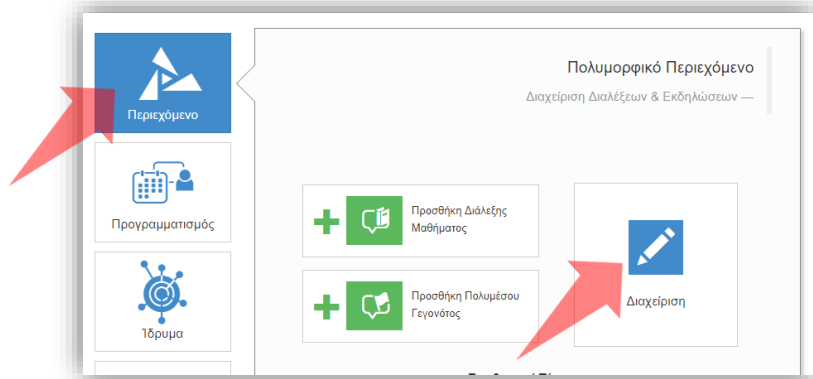 Περιεχόμενο
Προγραμματισμός
Ίδρυμα
Πολυμορφικό Περιεχόμενο
Διαχείριση Διαλέξεων & Εκδηλώσεων —
Προσθήκη Διάλεξης
Μαθήματος
Προσθήκη Πολυμέσου
Γεγονότος
Διαχείριση